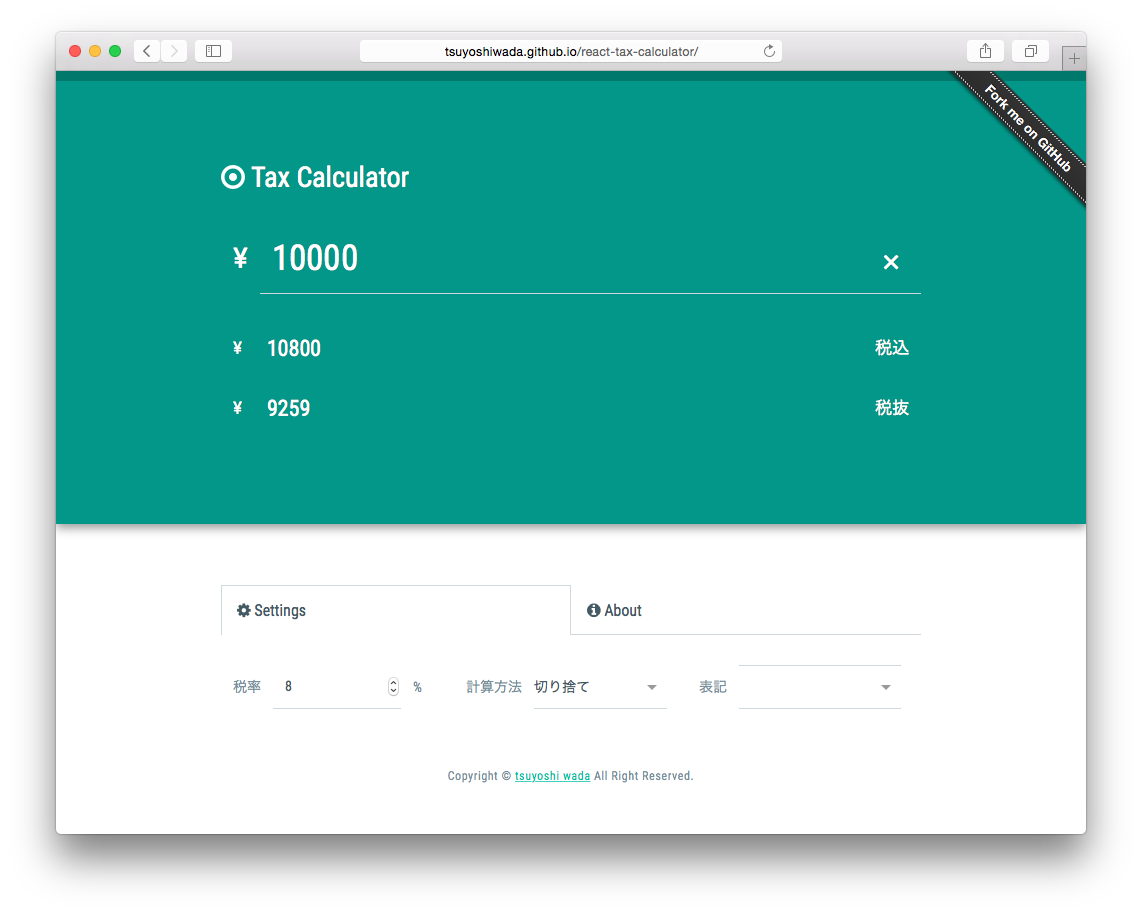 tsuyoshiwada.github.io/react-tax-calculator/
Fork me on GitHub
Tax Calculator
¥ 10000 ×
¥ 10800 税込
¥ 9259 税抜
Settings About
税率 8 % 計算方法 切り捨て 表記
Copyright © tsuyoshi wada All Right Reserved.